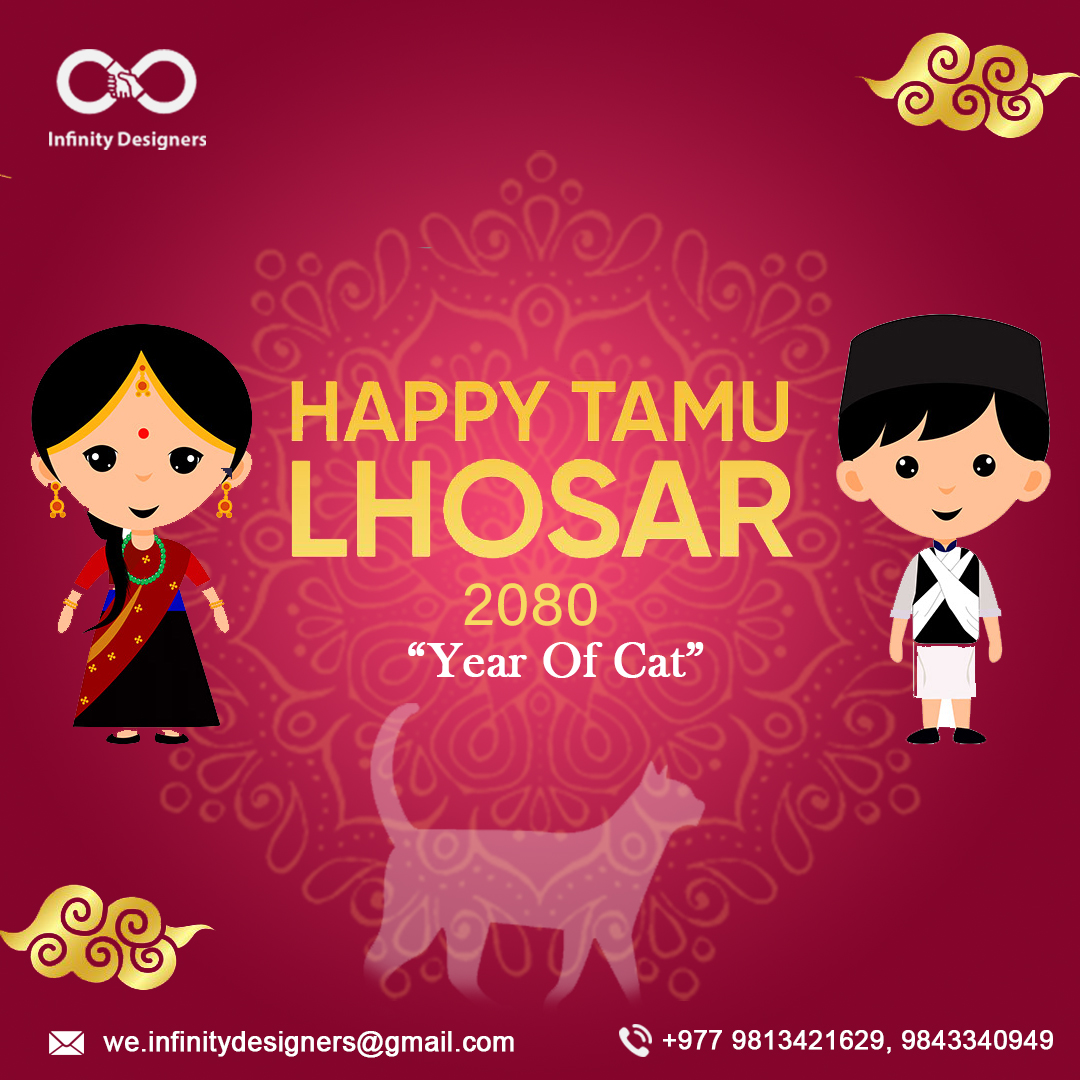 Infinity Designers
HAPPY TAMU
LHOSAR
2080
“Year Of Cat”
we.infinitydesigners@gmail.com
+977 9813421629, 9843340949